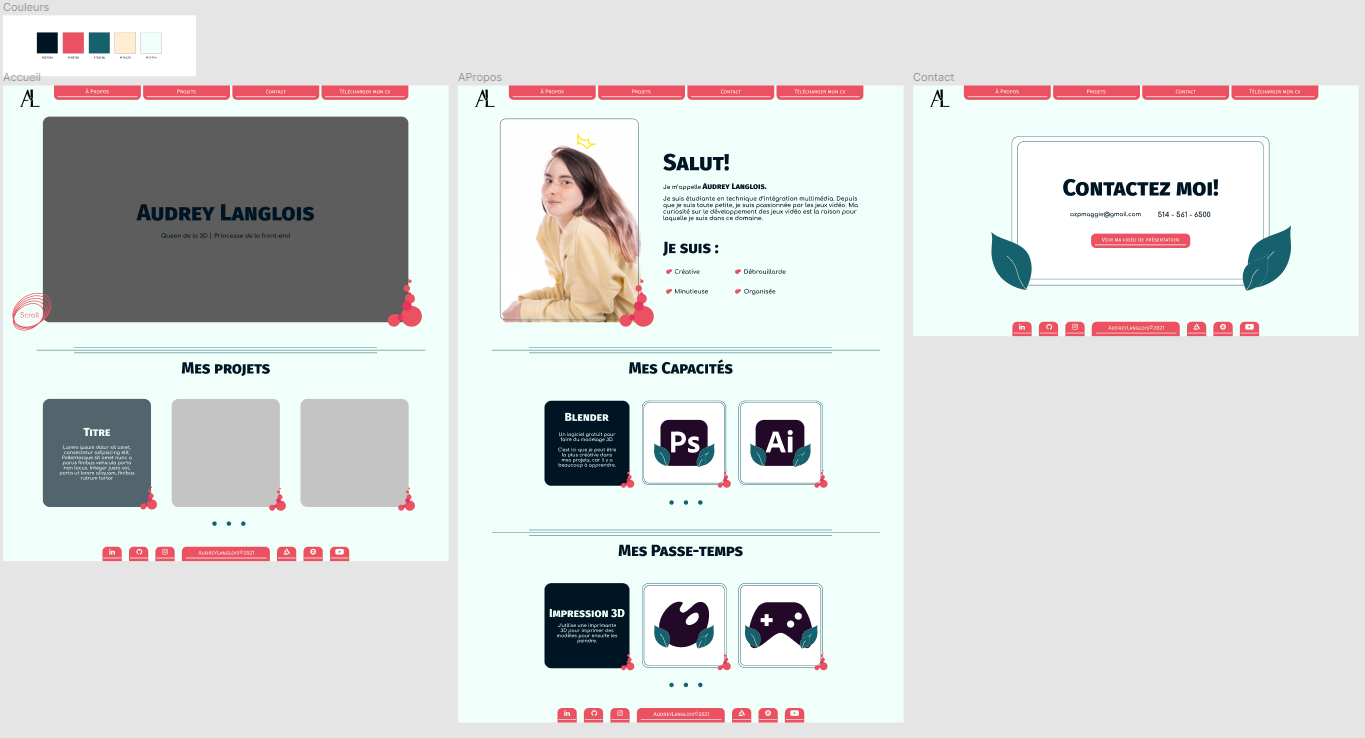 Couleurs
Accueil
AL
À Propos
Projets
Contact
Télécharger mon cv
Audrey Langlois
Queen de la 3D | Princesse de la front-end
Scroll
Mes projets
Titre
Lorem ipsum dolor sit amet,
consectetur adipiscing elit.
Pellentesque sit amet nunc a
purus finibus vehicula porta
non lacus. Integer justo est,
porta ut lorem aliquam, finibus
rutrum tortor
in
AudreyLanglois©2021
APropos
AL
À Propos
Projets
Contact
Télécharger mon cv
Salut!
Je m'appelle Audrey Langlois.
Je suis étudiante en technique d'intégration multimédia. Depuis
que je suis toute petite, je suis passionnée par les jeux vidéo. Ma
curiosité sur le développement des jeux vidéo est la raison pour
laquelle je suis dans ce domaine.
Je suis :
Créative
Débrouillarde
Minutieuse
Organisée
Mes Capacités
Blender
Un logiciel gratuit pour
faire du modelage 3D
C'est ici que je peut être
la plus créative dans
mes projets, car il y a
beaucoup à apprendre.
Ps
Ai
Mes Passe-temps
Impression 3D
J'utilise une imprimante
3D pour imprimer des
modèles pour ensuite les
peindre.
in
AudreyLanglois©2021
Contact
AL
À Propos
Projets
Contact
Télécharger mon cv
Contactez moi!
ozpmaggie@gmail.com
514 - 561 - 6500
Voir ma vidéo de présentation
in
AudreyLanglois©2021